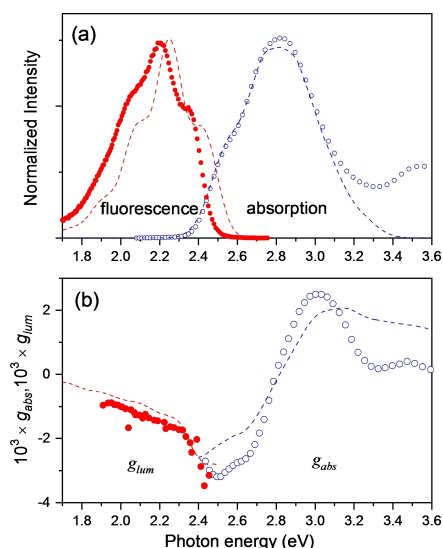 (a)
Normalized Intensity
fluorescence
absorption
1.8 2.0 2.2 2.4 2.6 2.8 3.0 3.2 3.4 3.6
(b)
10³ × g_abs, 10³ × g_lum
2
0
-2
-4
g_lum
g_abs
1.8 2.0 2.2 2.4 2.6 2.8 3.0 3.2 3.4 3.6
Photon energy (eV)